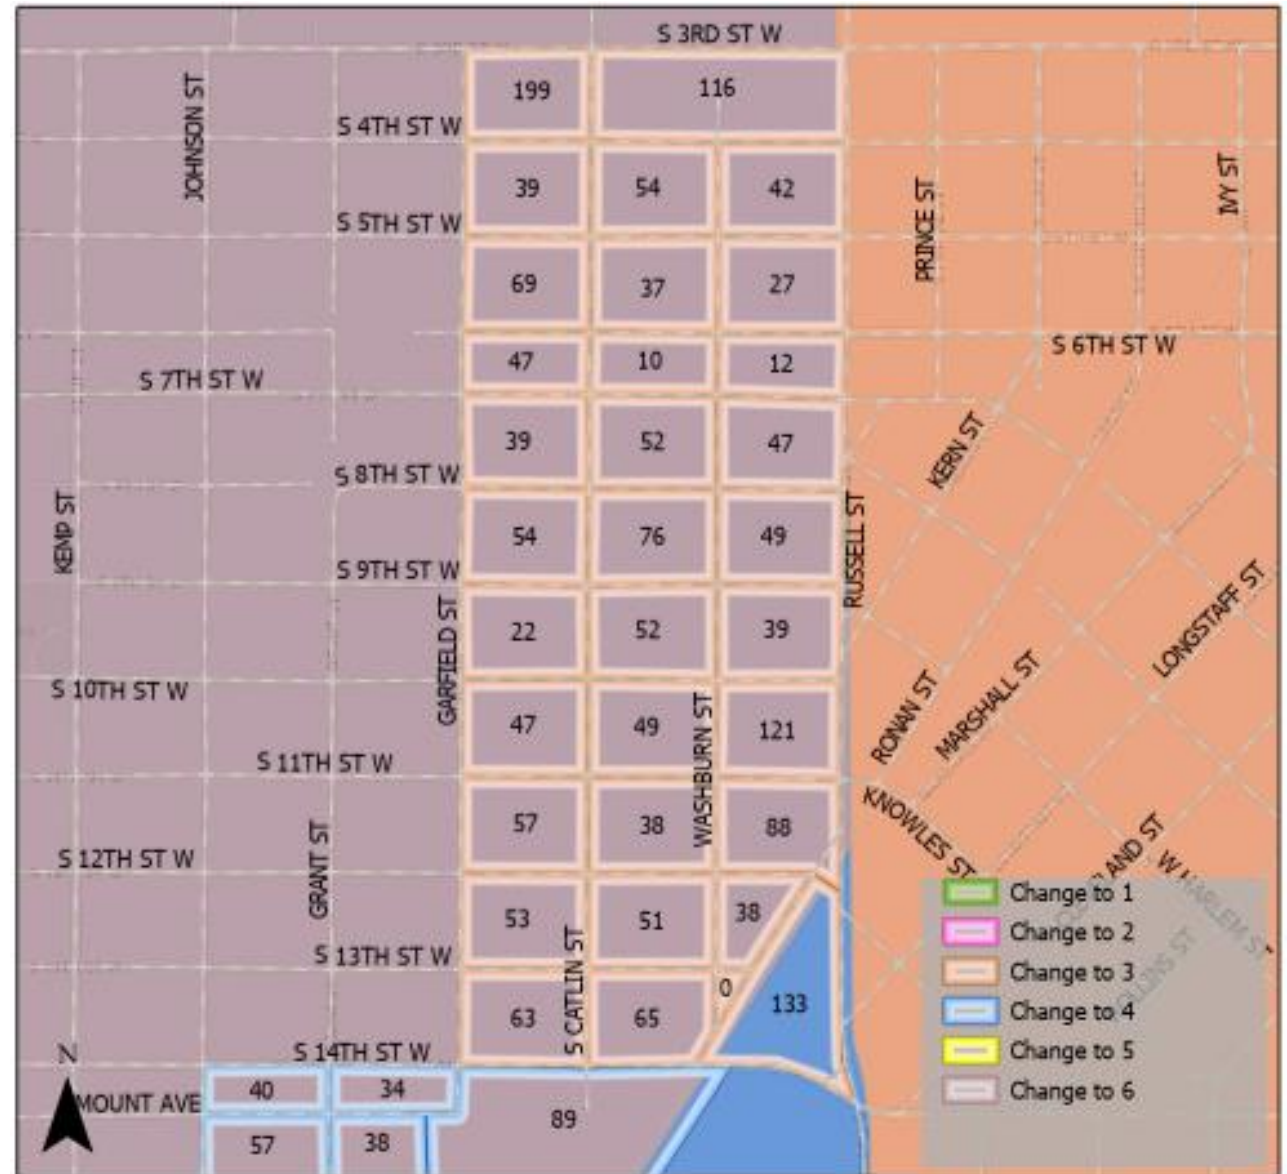 S 3RD ST W
JOHNSON ST
199
116
S 4TH ST W
39
54
42
PRINCE ST
IVY ST
S 5TH ST W
69
37
27
S 6TH ST W
47
10
12
S 7TH ST W
39
52
47
KERN ST
S 8TH ST W
KEMP ST
54
76
49
RUSSELL ST
S 9TH ST W
GARFIELD ST
22
52
39
LONGSTAFF ST
S 10TH ST W
47
49
WASHBURN ST
121
RONAN ST
MARSHALL ST
S 11TH ST W
57
38
88
KNOWLES ST
S 12TH ST W
GRANT ST
53
51
38
W HARLEM ST
Change to 1
Change to 2
S 13TH ST W
S CATLIN ST
Change to 3
63
65
0
133
Change to 4
N
S 14TH ST W
Change to 5
MOUNT AVE
40
34
Change to 6
89
57
38